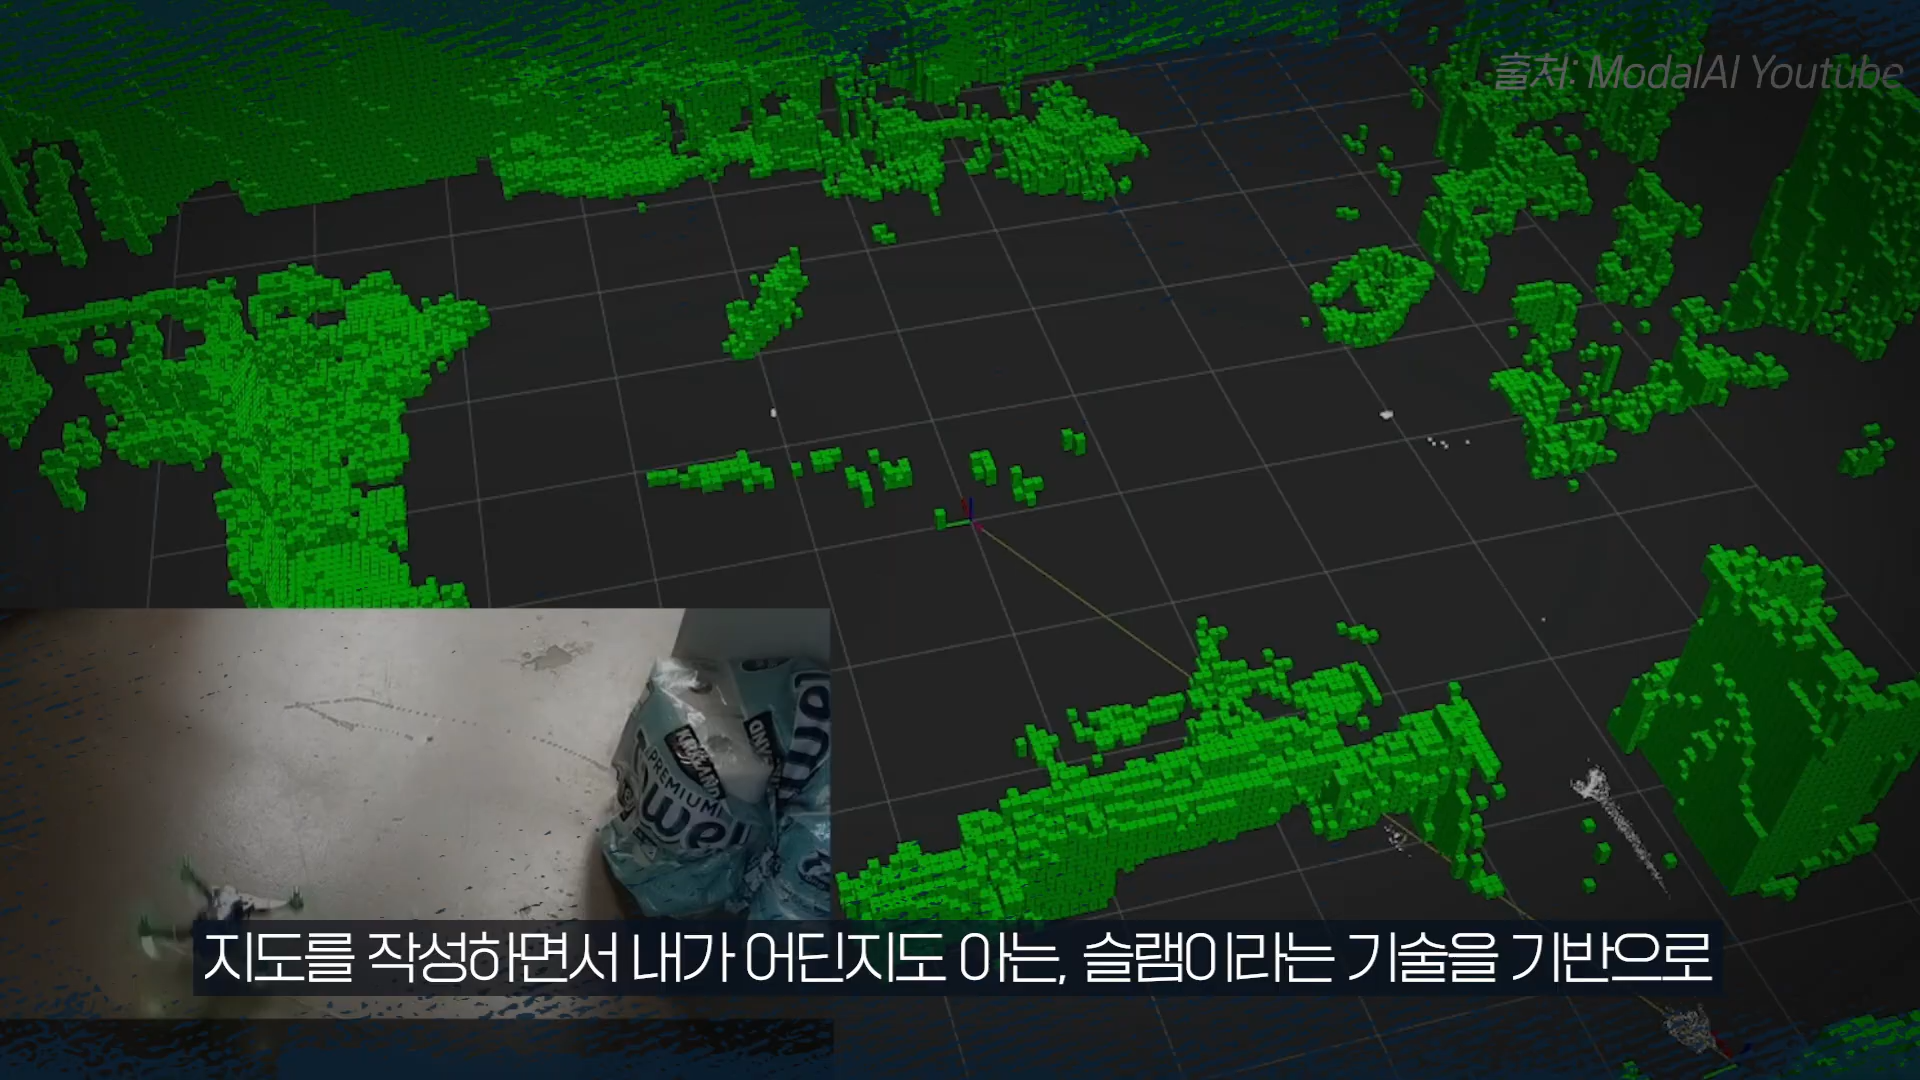 출처: ModalAI Youtube
KIRKLAND
PREMIUM
지도를 작성하면서 내가 어딘지도 아는, 슬램이라는 기술을 기반으로